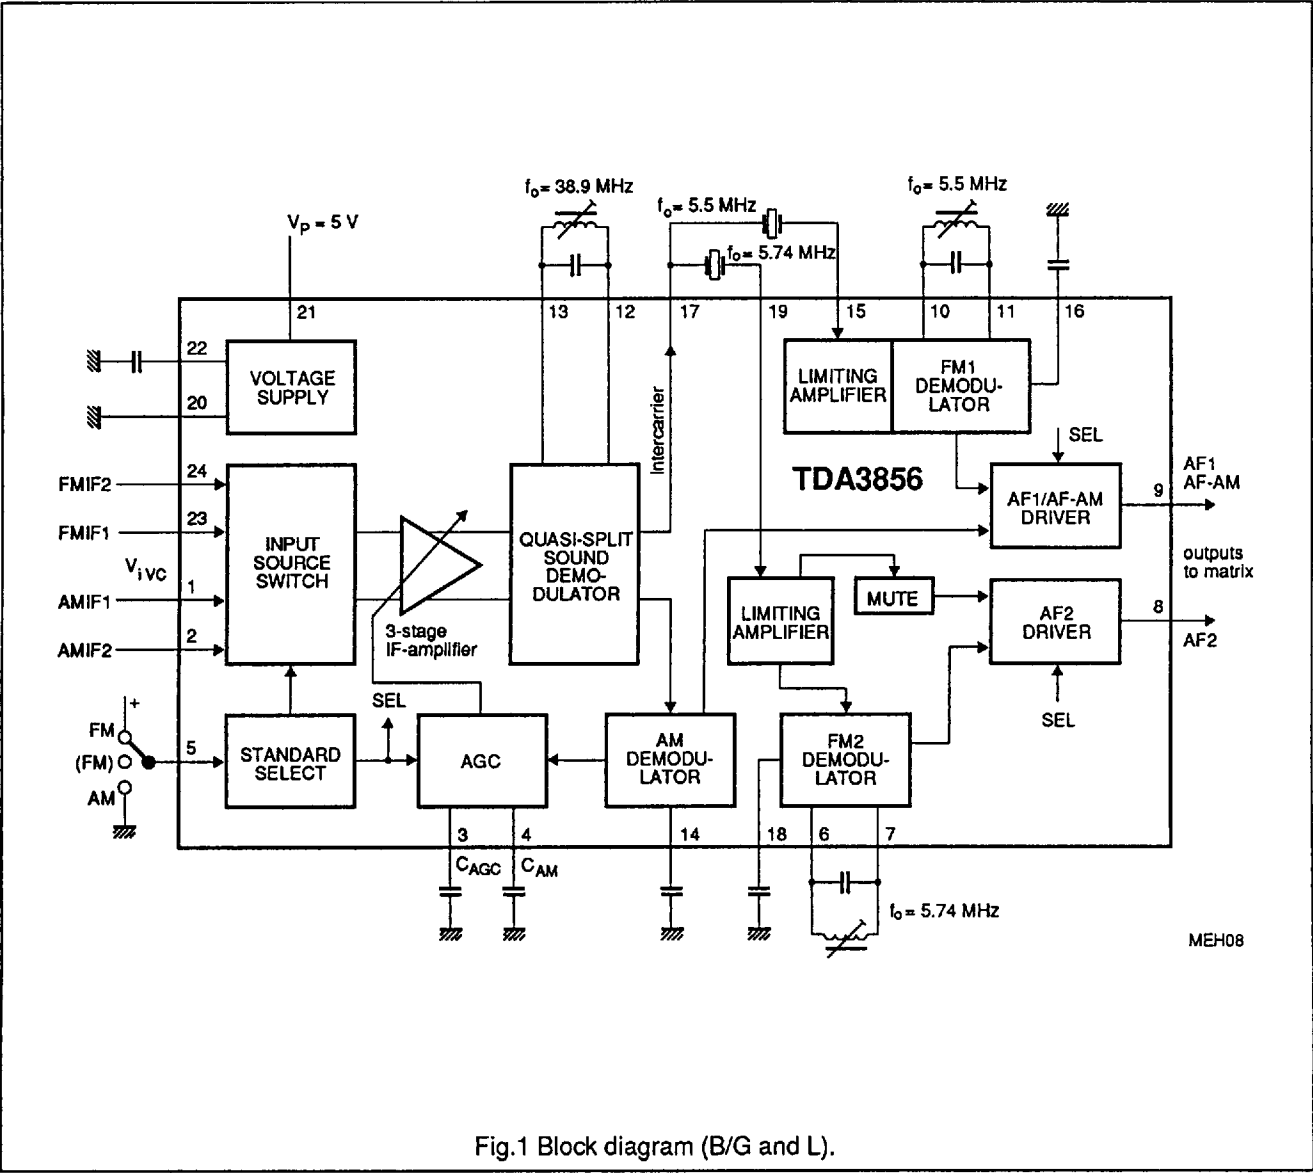 fo= 38.9 MHz
fo= 5.5 MHz
fo= 5.74 MHz
fo= 5.5 MHz
Vp = 5 V
21
13
12
17
19
15
10
11
16
22
VOLTAGE
SUPPLY
20
LIMITING
AMPLIFIER
FM1
DEMODU-
LATOR
Intercarrier
TDA3856
SEL
FMIF2
24
FMIF1
23
Vi VC
AMIF1
1
AMIF2
2
INPUT
SOURCE
SWITCH
3-stage
IF-amplifier
QUASI-SPLIT
SOUND
DEMO-
DULATOR
AF1/AF-AM
DRIVER
9
AF1
AF-AM
outputs
to matrix
LIMITING
AMPLIFIER
MUTE
AF2
DRIVER
8
AF2
SEL
+
FM
(FM)
AM
5
STANDARD
SELECT
SEL
AGC
AM
DEMODU-
LATOR
FM2
DEMODU-
LATOR
3
4
14
18
6
7
CAGC
CAM
fo= 5.74 MHz
MEH08
Fig.1 Block diagram (B/G and L).